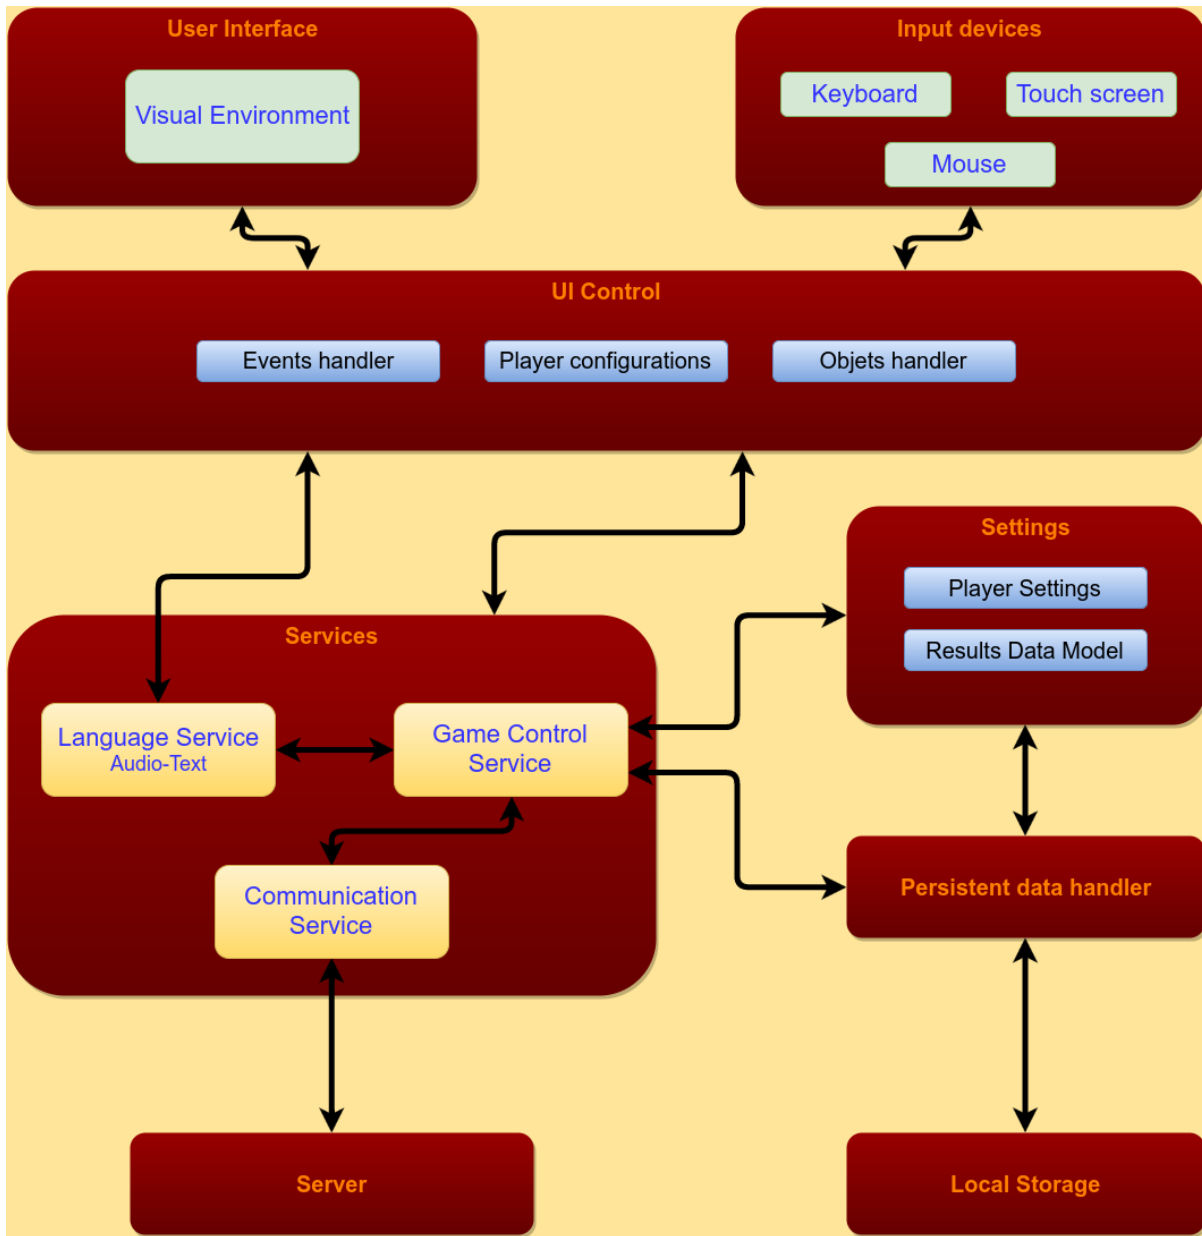 User Interface
Visual Environment
Input devices
Keyboard
Touch screen
Mouse
UI Control
Events handler
Player configurations
Objets handler
Settings
Player Settings
Results Data Model
Services
Language Service
Audio-Text
Game Control
Service
Communication
Service
Persistent data handler
Server
Local Storage